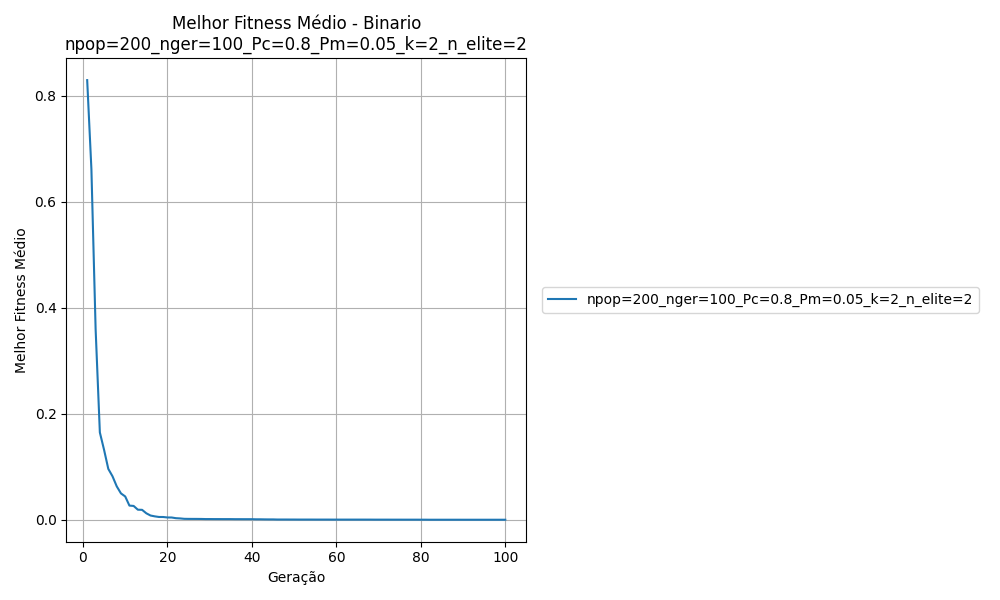 Melhor Fitness Médio - Binario
npop=200_nger=100_Pc=0.8_Pm=0.05_k=2_n_elite=2
Melhor Fitness Médio
0.8
0.6
0.4
0.2
0.0
0 20 40 60 80 100
Geração
npop=200_nger=100_Pc=0.8_Pm=0.05_k=2_n_elite=2